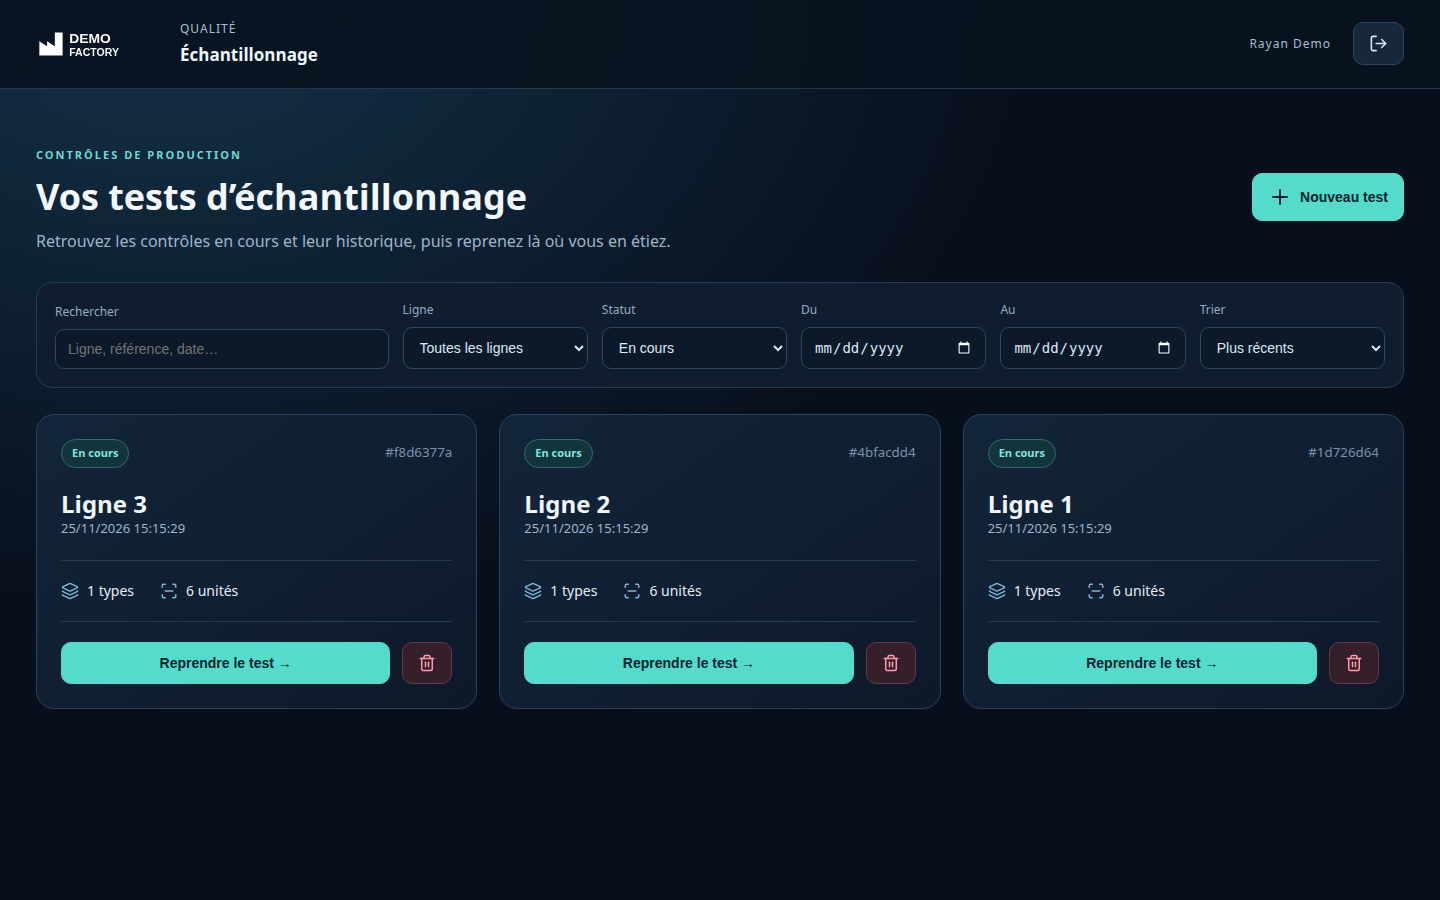 DEMO
FACTORY
QUALITÉ
Échantillonnage
Rayan Demo
CONTRÔLES DE PRODUCTION
Vos tests d’échantillonnage
Retrouvez les contrôles en cours et leur historique, puis reprenez là où vous en étiez.
Nouveau test
Rechercher
Ligne, référence, date…
Ligne
Toutes les lignes
Statut
En cours
Du
mm/dd/yyyy
Au
mm/dd/yyyy
Trier
Plus récents
En cours
#f8d6377a
Ligne 3
25/11/2026 15:15:29
1 types
6 unités
Reprendre le test →
En cours
#4bfacdd4
Ligne 2
25/11/2026 15:15:29
1 types
6 unités
Reprendre le test →
En cours
#1d726d64
Ligne 1
25/11/2026 15:15:29
1 types
6 unités
Reprendre le test →